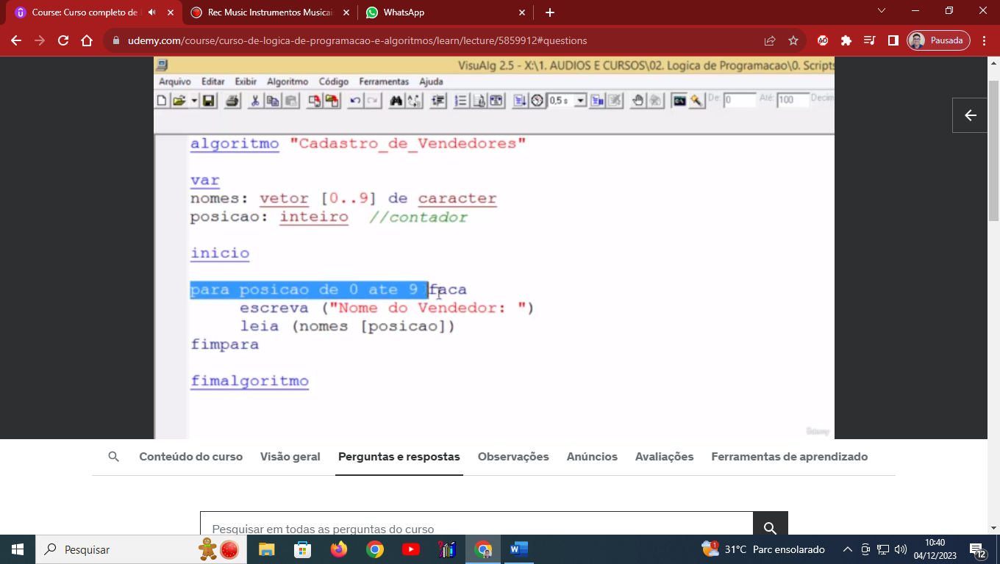 Course: Curso completo de
Rec Music Instrumentos Musicai
WhatsApp
udemy.com/course/curso-de-logica-de-programacao-e-algoritmos/learn/lecture/5859912#questions
Pausada
VisuAlg 2.5 - X:\1. AUDIOS E CURSOS\02. Logica de Programacao\0. Scripts
Arquivo Editar Exibir Algoritmo Código Ferramentas Ajuda
0,5 s De: 0 Até: 100 Decim
algoritmo "Cadastro_de_Vendedores"
var
nomes: vetor [0..9] de caracter
posicao: inteiro //contador
inicio
para posicao de 0 ate 9 faca
escreva ("Nome do Vendedor: ")
leia (nomes [posicao])
fimpara
fimalgoritmo
Udemy
Conteúdo do curso Visão geral Perguntas e respostas Observações Anúncios Avaliações Ferramentas de aprendizado
Pesquisar em todas as perguntas do curso
Pesquisar
1 31°C Parc ensolarado
10:40
04/12/2023
12